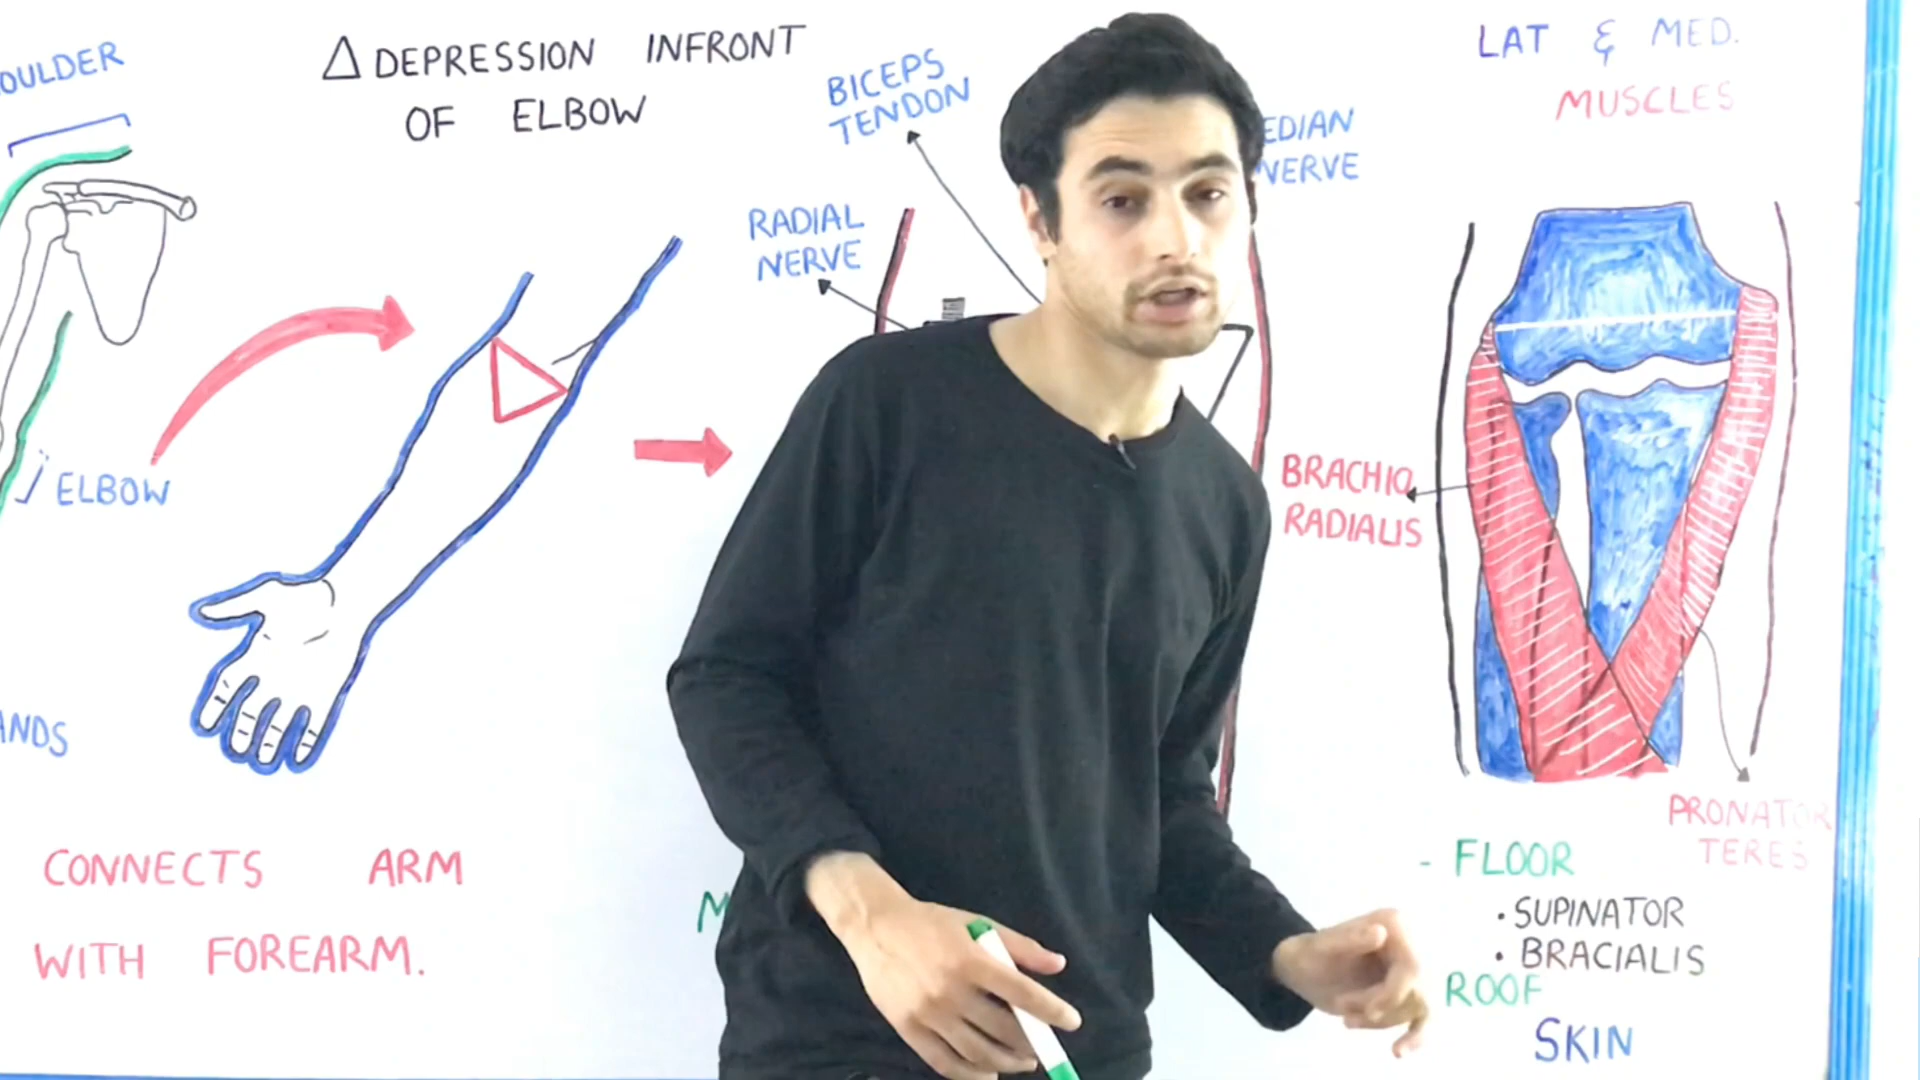 OULDER
Δ DEPRESSION INFRONT
OF ELBOW
BICEPS
TENDON
EDIAN
NERVE
LAT & MED.
MUSCLES
RADIAL
NERVE
ELBOW
BRACHIO
RADIALIS
ANDS
PRONATOR
TERES
CONNECTS ARM
WITH FOREARM.
M
- FLOOR
• SUPINATOR
• BRACIALIS
ROOF
SKIN